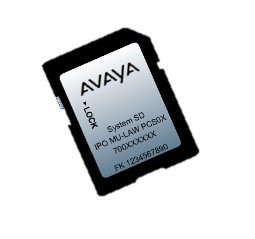 AVAYA
LOCK
System SD
IPO MU-LAW PCS0X
700XXXXXX
FK 1234567890